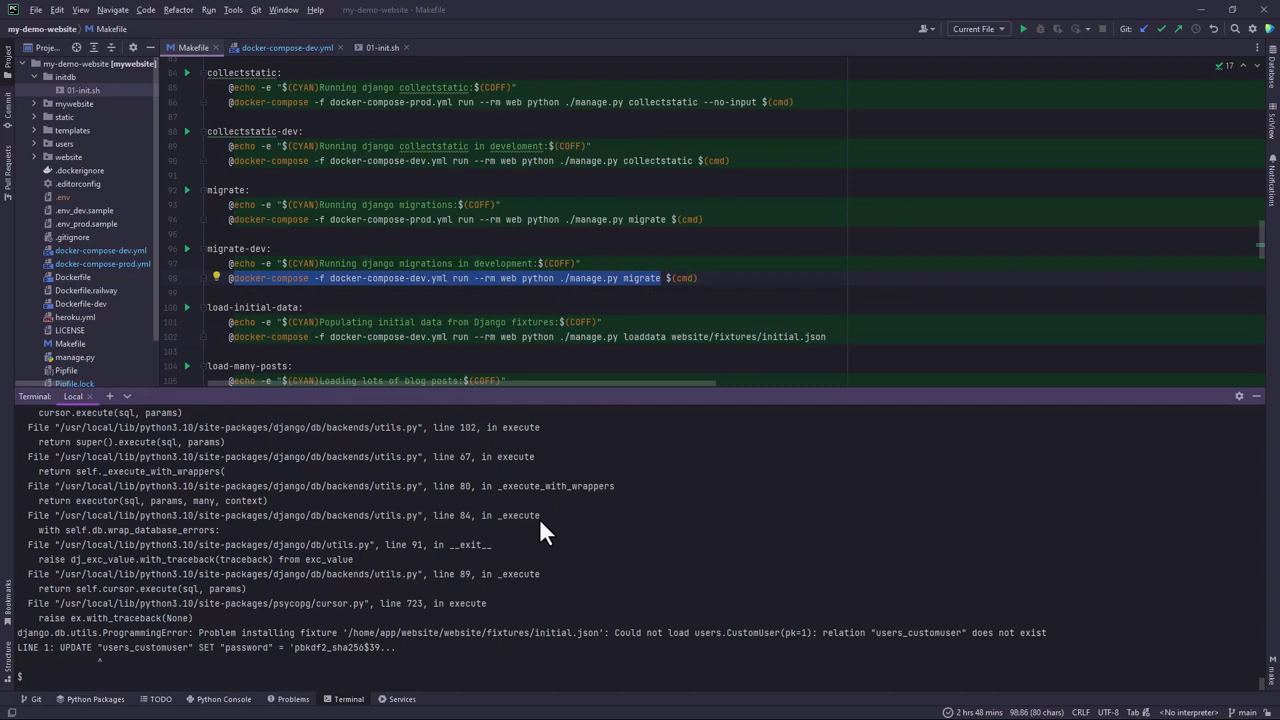 File Edit View Navigate Code Refactor Run Tools Git Window Help my-demo-website - Makefile
my-demo-website Makefile Current File Git:
Proje... Makefile docker-compose-dev.yml 01-init.sh
my-demo-website [mywebsite]
initdb
01-init.sh
mywebsite
static
templates
users
website
.dockerignore
.editorconfig
.env
.env_dev.sample
.env_prod.sample
.gitignore
docker-compose-dev.yml
docker-compose-prod.yml
Dockerfile
Dockerfile.railway
Dockerfile-dev
heroku.yml
LICENSE
Makefile
manage.py
Pipfile
Pipfile.lock
Project
Commit
Pull Requests
Bookmarks
Structure
83
84 collectstatic:
85 @echo -e "$(CYAN)Running django collectstatic:$(COFF)"
86 @docker-compose -f docker-compose-prod.yml run --rm web python ./manage.py collectstatic --no-input $(cmd)
87
88 collectstatic-dev:
89 @echo -e "$(CYAN)Running django collectstatic in develoment:$(COFF)"
90 @docker-compose -f docker-compose-dev.yml run --rm web python ./manage.py collectstatic $(cmd)
91
92 migrate:
93 @echo -e "$(CYAN)Running django migrations:$(COFF)"
94 @docker-compose -f docker-compose-prod.yml run --rm web python ./manage.py migrate $(cmd)
95
96 migrate-dev:
97 @echo -e "$(CYAN)Running django migrations in development:$(COFF)"
98 @docker-compose -f docker-compose-dev.yml run --rm web python ./manage.py migrate $(cmd)
99
100 load-initial-data:
101 @echo -e "$(CYAN)Populating initial data from Django fixtures:$(COFF)"
102 @docker-compose -f docker-compose-dev.yml run --rm web python ./manage.py loaddata website/fixtures/initial.json
103
104 load-many-posts:
105 @echo -e "$(CYAN)Loading lots of blog posts:$(COFF)"
17
Database
SciView
Notifications
make
Terminal: Local
cursor.execute(sql, params)
File "/usr/local/lib/python3.10/site-packages/django/db/backends/utils.py", line 102, in execute
return super().execute(sql, params)
File "/usr/local/lib/python3.10/site-packages/django/db/backends/utils.py", line 67, in execute
return self._execute_with_wrappers(
File "/usr/local/lib/python3.10/site-packages/django/db/backends/utils.py", line 80, in _execute_with_wrappers
return executor(sql, params, many, context)
File "/usr/local/lib/python3.10/site-packages/django/db/backends/utils.py", line 84, in _execute
with self.db.wrap_database_errors:
File "/usr/local/lib/python3.10/site-packages/django/db/utils.py", line 91, in __exit__
raise dj_exc_value.with_traceback(traceback) from exc_value
File "/usr/local/lib/python3.10/site-packages/django/db/backends/utils.py", line 89, in _execute
return self.cursor.execute(sql, params)
File "/usr/local/lib/python3.10/site-packages/psycopg/cursor.py", line 723, in execute
raise ex.with_traceback(None)
django.db.utils.ProgrammingError: Problem installing fixture '/home/app/website/website/fixtures/initial.json': Could not load users.CustomUser(pk=1): relation "users_customuser" does not exist
LINE 1: UPDATE "users_customuser" SET "password" = 'pbkdf2_sha256$39...
^
$
Git Python Packages TODO Python Console Problems Terminal Services
2 hrs 48 mins 98:86 (80 chars) CRLF UTF-8 Tab <No interpreter> main